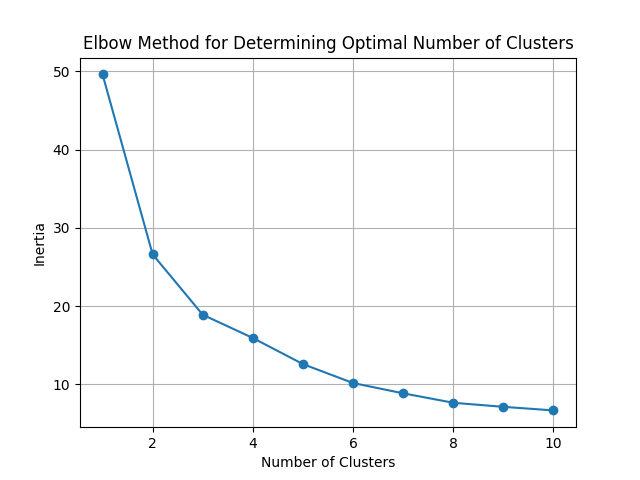 Elbow Method for Determining Optimal Number of Clusters
50
40
30
20
10
Inertia
2 4 6 8 10
Number of Clusters